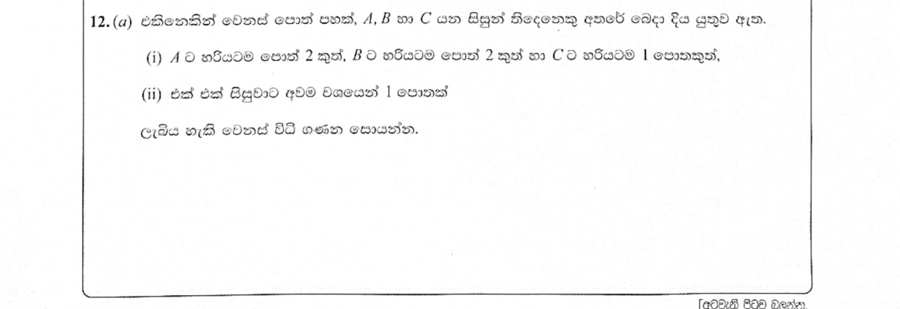 12. (a) එකිනෙකින් වෙනස් පොත් පහක්, A, B හා C යන සිසුන් තිදෙනෙකු අතරේ බෙදා දිය යුතුව ඇත.
(i) A ට හරියටම පොත් 2 කුත්, B ට හරියටම පොත් 2 කුත් හා C ට හරියටම 1 පොතකුත්,
(ii) එක් එක් සිසුවාට අවම වශයෙන් 1 පොතක්
ලැබිය හැකි වෙනස් විධි ගණන සොයන්න.
[අටවැනි පිටුව බලන්න.